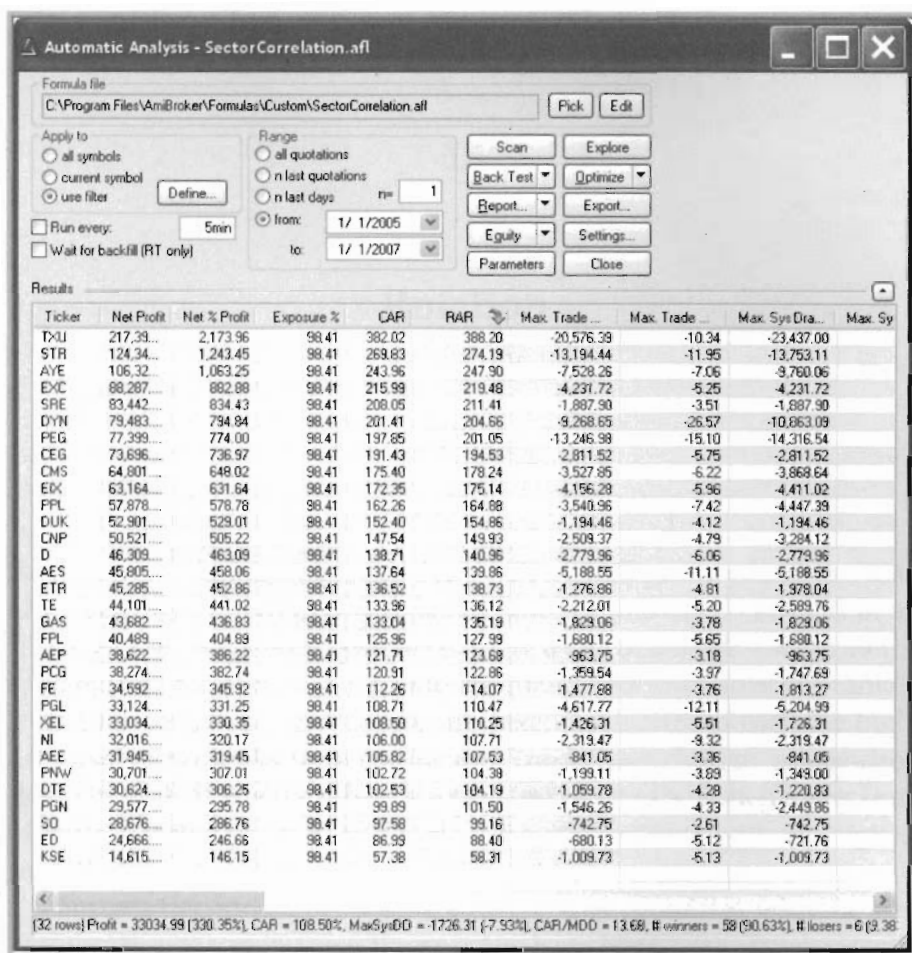 Automatic Analysis - SectorCorrelation.afl
Formula file
C:\Program Files\AmiBroker\Formulas\Custom\SectorCorrelation.afl Pick Edit
Apply to Range
all symbols all quotations Scan Explore
current symbol n last quotations Back Test Optimize
use filter Define... n last days n= 1 Report... Export...
Run every: 5min from: 1/ 1/2005 Equity Settings...
Wait for backfill (RT only) to: 1/ 1/2007 Parameters Close
Results
Ticker Net Profit Net % Profit Exposure % CAR RAR Max. Trade ... Max. Trade ... Max. Sys Dra... Max. Sy
TXU 217,39... 2,173.96 98.41 382.02 388.20 -20,576.39 -10.34 -23,437.00
STR 124,34... 1,243.45 98.41 269.83 274.19 -13,194.44 -11.95 -13,753.11
AYE 106,32... 1,063.25 98.41 243.96 247.90 -7,528.26 -7.06 -9,760.06
EXC 88,287.... 882.88 98.41 215.99 219.48 -4,231.72 -5.25 -4,231.72
SRE 83,442.... 834.43 98.41 208.05 211.41 -1,887.90 -3.51 -1,887.90
DYN 79,483.... 794.84 98.41 201.41 204.66 -9,268.65 -26.57 -10,863.09
PEG 77,399.... 774.00 98.41 197.85 201.05 -13,246.98 -15.10 -14,316.54
CEG 73,696.... 736.97 98.41 191.43 194.53 -2,811.52 -5.75 -2,811.52
CMS 64,801.... 648.02 98.41 175.40 178.24 -3,527.85 -6.22 -3,868.64
EIX 63,164.... 631.64 98.41 172.35 175.14 -4,156.28 -5.96 -4,411.02
PPL 57,878.... 578.78 98.41 162.26 164.88 -3,540.96 -7.42 -4,447.39
DUK 52,901.... 529.01 98.41 152.40 154.86 -1,194.46 -4.12 -1,194.46
CNP 50,521.... 505.22 98.41 147.54 149.93 -2,509.37 -4.79 -3,284.12
D 46,309.... 463.09 98.41 138.71 140.96 -2,779.96 -6.06 -2,779.96
AES 45,805.... 458.06 98.41 137.64 139.86 -5,188.55 -11.11 -5,188.55
ETR 45,285.... 452.86 98.41 136.52 138.73 -1,276.86 -4.81 -1,378.04
TE 44,101.... 441.02 98.41 133.96 136.12 -2,212.01 -5.20 -2,589.76
GAS 43,682.... 436.83 98.41 133.04 135.19 -1,829.06 -3.78 -1,829.06
FPL 40,489.... 404.89 98.41 125.96 127.99 -1,680.12 -5.65 -1,680.12
AEP 38,622.... 386.22 98.41 121.71 123.68 -963.75 -3.18 -963.75
PCG 38,274.... 382.74 98.41 120.91 122.86 -1,359.54 -3.97 -1,747.69
FE 34,592.... 345.92 98.41 112.26 114.07 -1,477.88 -3.76 -1,813.27
PGL 33,124.... 331.25 98.41 108.71 110.47 -4,617.77 -12.11 -5,204.99
XEL 33,034.... 330.35 98.41 108.50 110.25 -1,426.31 -5.51 -1,726.31
NI 32,016.... 320.17 98.41 106.00 107.71 -2,319.47 -9.32 -2,319.47
AEE 31,945.... 319.45 98.41 105.82 107.53 -841.05 -3.36 -841.05
PNW 30,701.... 307.01 98.41 102.72 104.38 -1,199.11 -3.89 -1,349.00
DTE 30,624.... 306.25 98.41 102.53 104.19 -1,059.78 -4.28 -1,220.83
PGN 29,577.... 295.78 98.41 99.89 101.50 -1,546.26 -4.33 -2,449.86
SO 28,676.... 286.76 98.41 97.58 99.16 -742.75 -2.61 -742.75
ED 24,666.... 246.66 98.41 86.99 88.40 -680.13 -5.12 -721.76
KSE 14,615.... 146.15 98.41 57.38 58.31 -1,009.73 -5.13 -1,009.73
(32 rows) Profit = 33034.99 (330.35%), CAR = 108.50%, MaxSysDD = -1726.31 (-7.93%), CAR/MDD = 13.68, # winners = 58 (90.63%), # losers = 6 (9.38